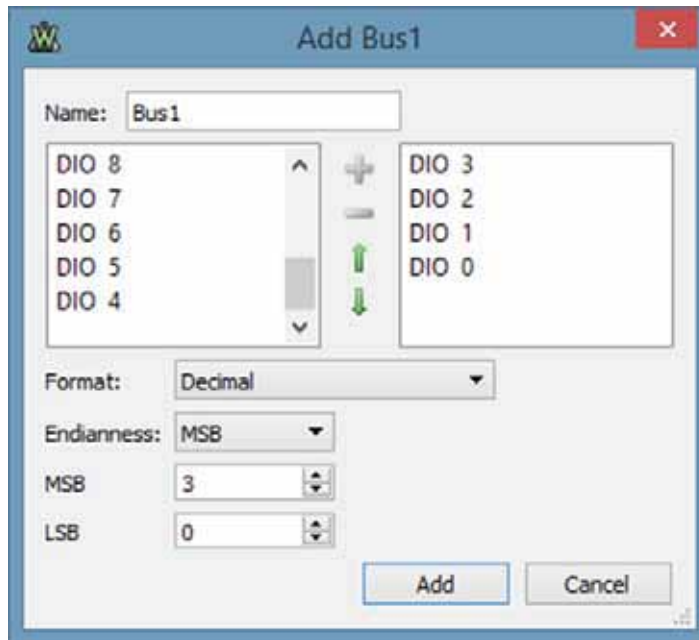 W
Add Bus1
Name: Bus1
DIO 8
DIO 7
DIO 6
DIO 5
DIO 4
DIO 3
DIO 2
DIO 1
DIO 0
Format: Decimal
Endianness: MSB
MSB 3
LSB 0
Add Cancel